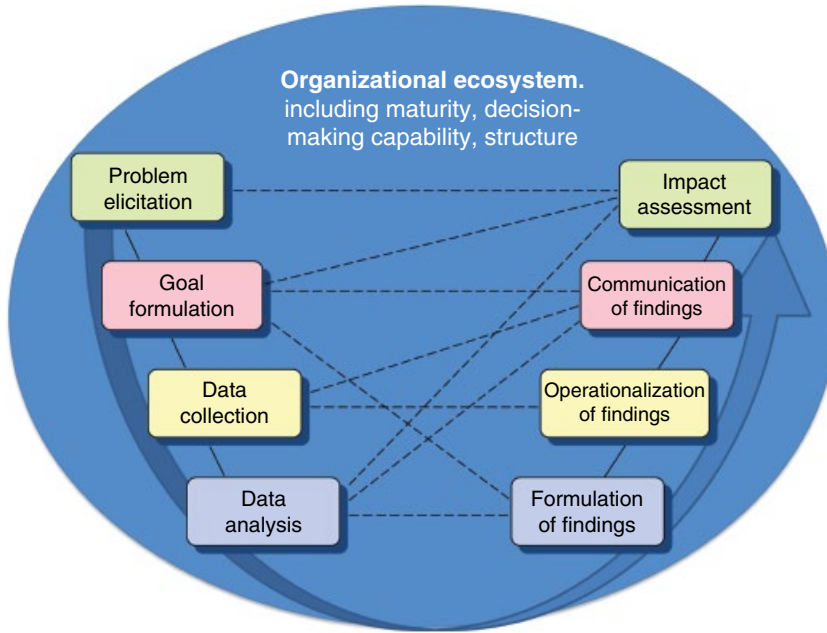 Organizational ecosystem.
including maturity, decision-
making capability, structure
Problem
elicitation
Impact
assessment
Goal
formulation
Communication
of findings
Data
collection
Operationalization
of findings
Data
analysis
Formulation
of findings